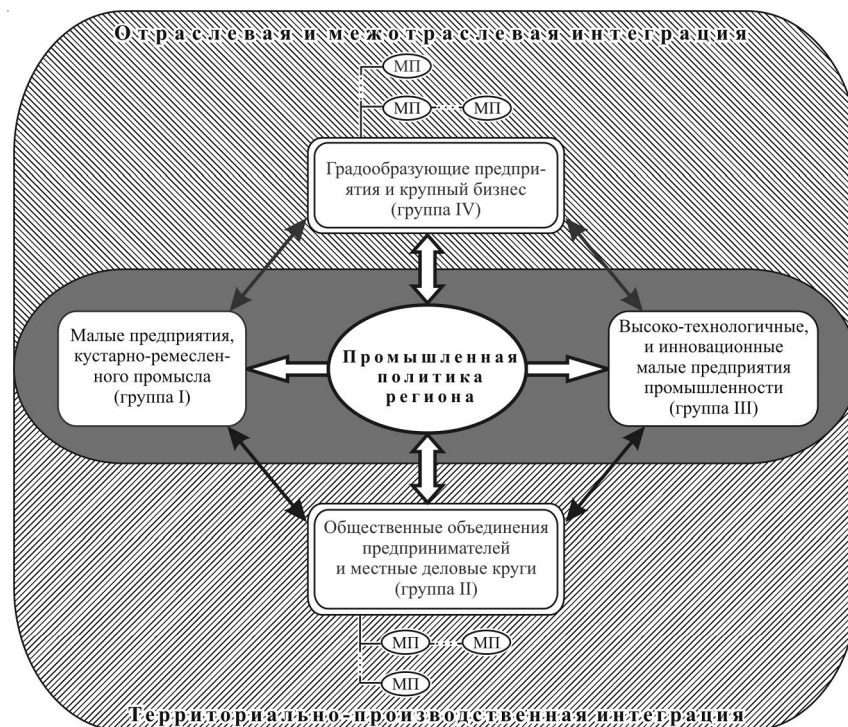 Отраслевая и межотраслевая интеграция
МП
МП МП
Градообразующие предпри-
ятия и крупный бизнес
(группа IV)
Малые предприятия,
кустарно-ремеслен-
ного промысла
(группа I)
Промышленная
политика
региона
Высоко-технологичные,
и инновационные
малые предприятия
промышленности
(группа III)
Общественные объединения
предпринимателей
и местные деловые круги
(группа II)
МП МП
МП
Территориально-производственная интеграция